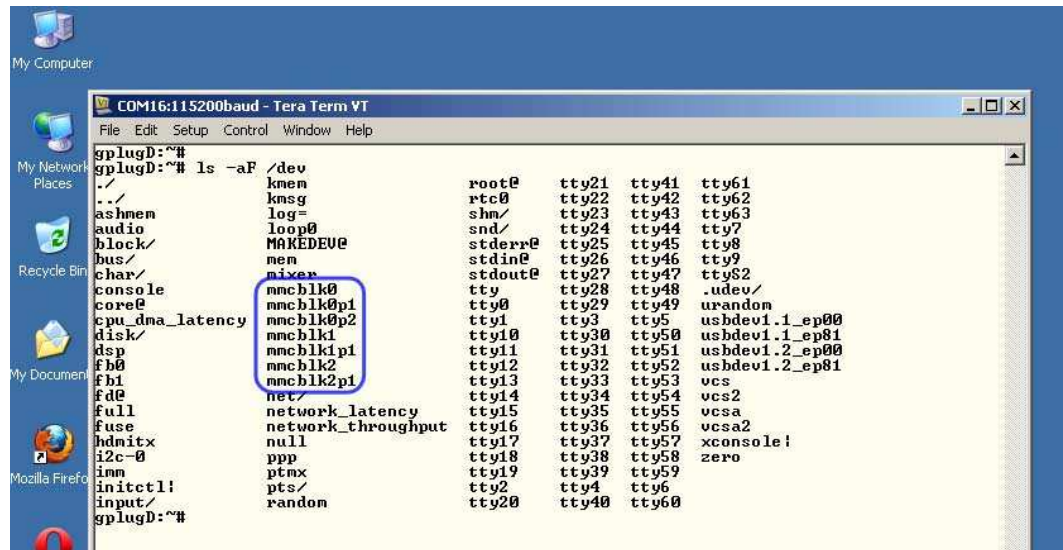 My Computer
My Network Places
Recycle Bin
My Documen
Mozilla Firefo
COM16:115200baud - Tera Term VT
File Edit Setup Control Window Help
gplugD:~#
gplugD:~# ls -aF /dev
./ kmem root@ tty21 tty41 tty61
../ kmsg rtc0 tty22 tty42 tty62
ashmem log= shm/ tty23 tty43 tty63
audio loop0 snd/ tty24 tty44 tty7
block/ MAKEDEV@ stderr@ tty25 tty45 tty8
bus/ mem stdin@ tty26 tty46 tty9
char/ mixer stdout@ tty27 tty47 ttyS2
console mmcblk0 tty tty28 tty48 .udev/
core@ mmcblk0p1 tty0 tty29 tty49 urandom
cpu_dma_latency mmcblk0p2 tty1 tty3 tty5 usbdev1.1_ep00
disk/ mmcblk1 tty10 tty30 tty50 usbdev1.1_ep81
dsp mmcblk1p1 tty11 tty31 tty51 usbdev1.2_ep00
fb0 mmcblk2 tty12 tty32 tty52 usbdev1.2_ep81
fb1 mmcblk2p1 tty13 tty33 tty53 vcs
fd@ net/ tty14 tty34 tty54 vcs2
full network_latency tty15 tty35 tty55 vcsa
fuse network_throughput tty16 tty36 tty56 vcsa2
hdmitx null tty17 tty37 tty57 xconsole|
i2c-0 ppp tty18 tty38 tty58 zero
imm ptmx tty19 tty39 tty59
initctl| pts/ tty2 tty4 tty6
input/ random tty20 tty40 tty60
gplugD:~#